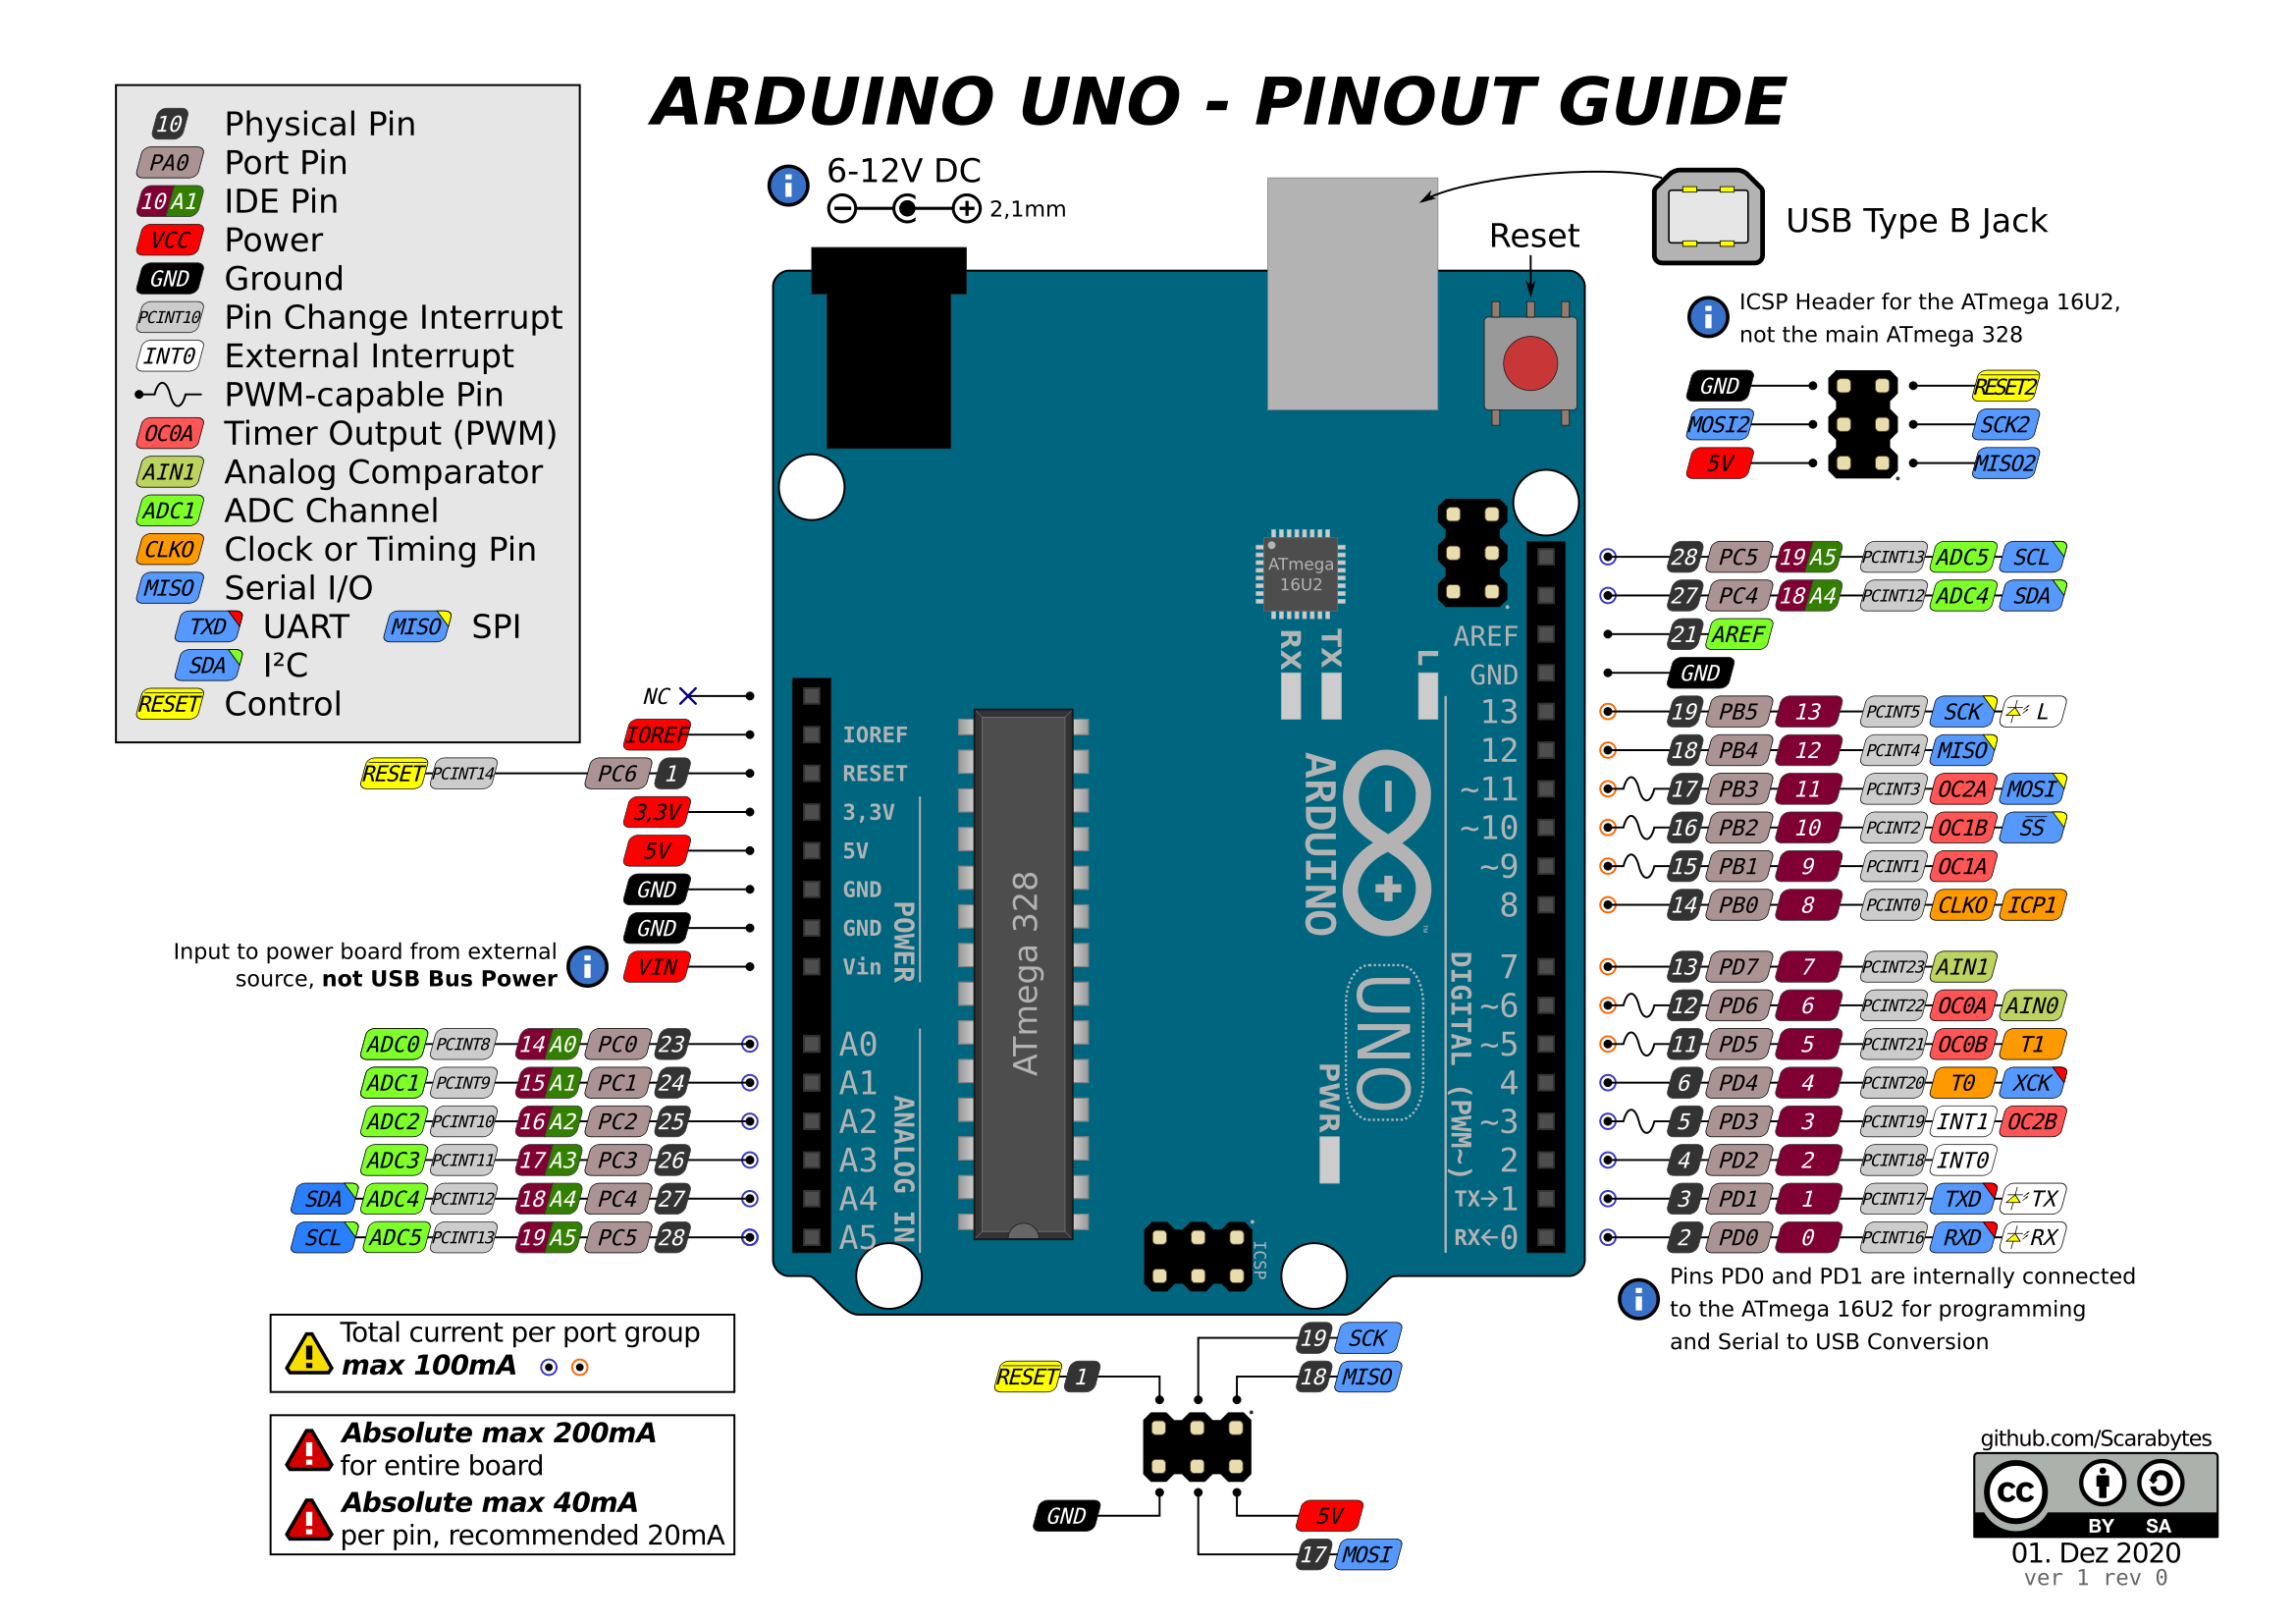 ARDUINO UNO - PINOUT GUIDE
10 Physical Pin
PA0 Port Pin
10 A1 IDE Pin
VCC Power
GND Ground
PCINT10 Pin Change Interrupt
INT0 External Interrupt
PWM-capable Pin
OC0A Timer Output (PWM)
AIN1 Analog Comparator
ADC1 ADC Channel
CLKO Clock or Timing Pin
MISO Serial I/O
TXD UART MISO SPI
SDA I²C
RESET Control
6-12V DC
2,1mm
Reset
USB Type B Jack
ICSP Header for the ATmega 16U2,
not the main ATmega 328
GND RESET2
MOSI2 SCK2
5V MISO2
NC
IOREF
RESET PCINT14 PC6 1
3,3V
5V
GND
GND
VIN
Input to power board from external
source, not USB Bus Power
ADC0 PCINT8 14 A0 PC0 23
ADC1 PCINT9 15 A1 PC1 24
ADC2 PCINT10 16 A2 PC2 25
ADC3 PCINT11 17 A3 PC3 26
SDA ADC4 PCINT12 18 A4 PC4 27
SCL ADC5 PCINT13 19 A5 PC5 28
IOREF
RESET
3,3V
5V
GND
GND
Vin
POWER
A0
A1
A2
A3
A4
A5
ANALOG IN
ATmega 328
ATmega
16U2
RX
TX
L
ARDUINO
™
UNO
PWR
ICSP
AREF
GND
13
12
~11
~10
~9
8
7
~6
~5
4
~3
2
TX→1
RX←0
DIGITAL (PWM~)
28 PC5 19 A5 PCINT13 ADC5 SCL
27 PC4 18 A4 PCINT12 ADC4 SDA
21 AREF
GND
19 PB5 13 PCINT5 SCK L
18 PB4 12 PCINT4 MISO
17 PB3 11 PCINT3 OC2A MOSI
16 PB2 10 PCINT2 OC1B SS
15 PB1 9 PCINT1 OC1A
14 PB0 8 PCINT0 CLKO ICP1
13 PD7 7 PCINT23 AIN1
12 PD6 6 PCINT22 OC0A AIN0
11 PD5 5 PCINT21 OC0B T1
6 PD4 4 PCINT20 T0 XCK
5 PD3 3 PCINT19 INT1 OC2B
4 PD2 2 PCINT18 INT0
3 PD1 1 PCINT17 TXD TX
2 PD0 0 PCINT16 RXD RX
Pins PD0 and PD1 are internally connected
to the ATmega 16U2 for programming
and Serial to USB Conversion
Total current per port group
max 100mA
Absolute max 200mA
for entire board
Absolute max 40mA
per pin, recommended 20mA
19 SCK
RESET 1 18 MISO
GND 5V
17 MOSI
github.com/Scarabytes
cc
BY SA
01. Dez 2020
ver 1 rev 0